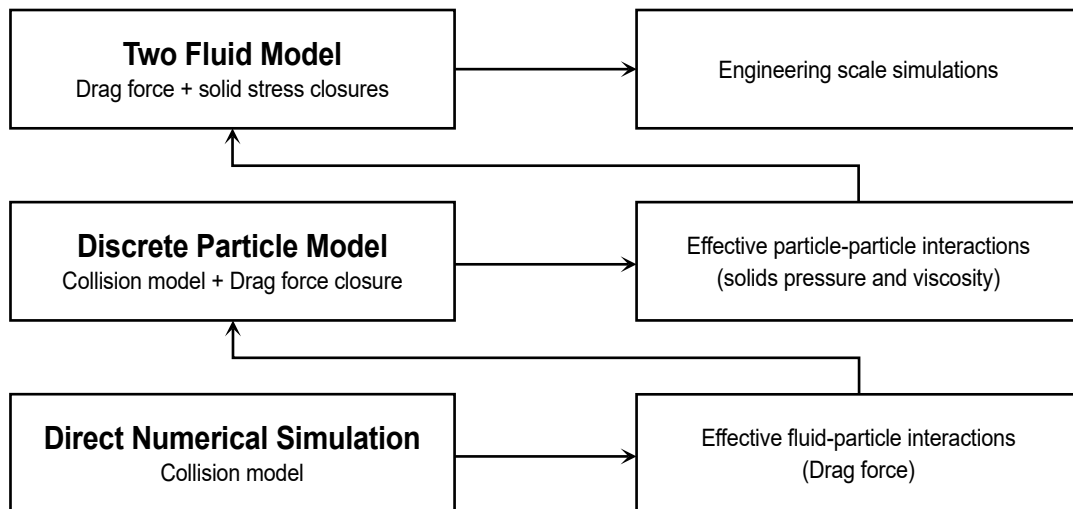 Two Fluid Model
Drag force + solid stress closures
Engineering scale simulations
Discrete Particle Model
Collision model + Drag force closure
Effective particle-particle interactions
(solids pressure and viscosity)
Direct Numerical Simulation
Collision model
Effective fluid-particle interactions
(Drag force)